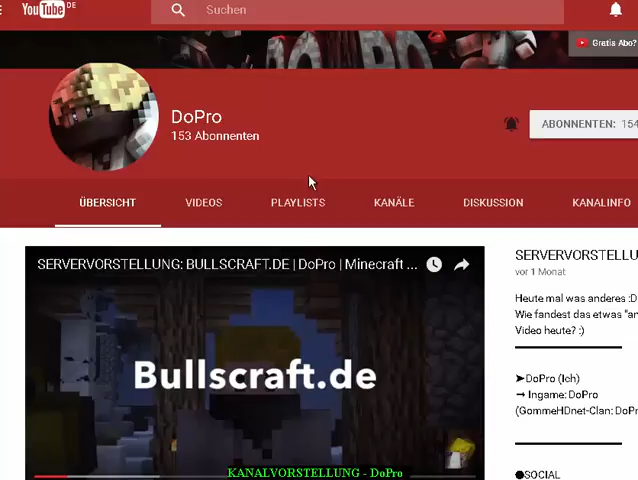 YouTube DE
Suchen
DOPRO
Gratis Abo?
DoPro
153 Abonnenten
ABONNENTEN: 154
ÜBERSICHT
VIDEOS
PLAYLISTS
KANÄLE
DISKUSSION
KANALINFO
SERVERVORSTELLUNG: BULLSCRAFT.DE | DoPro | Minecraft ...
Bullscraft.de
KANALVORSTELLUNG - DoPro
SERVERVORSTELLU
vor 1 Monat
Heute mal was anderes :D
Wie fandest das etwas "an
Video heute? :)
➤DoPro (Ich)
→ Ingame: DoPro
(GommeHDnet-Clan: DoPr
●SOCIAL